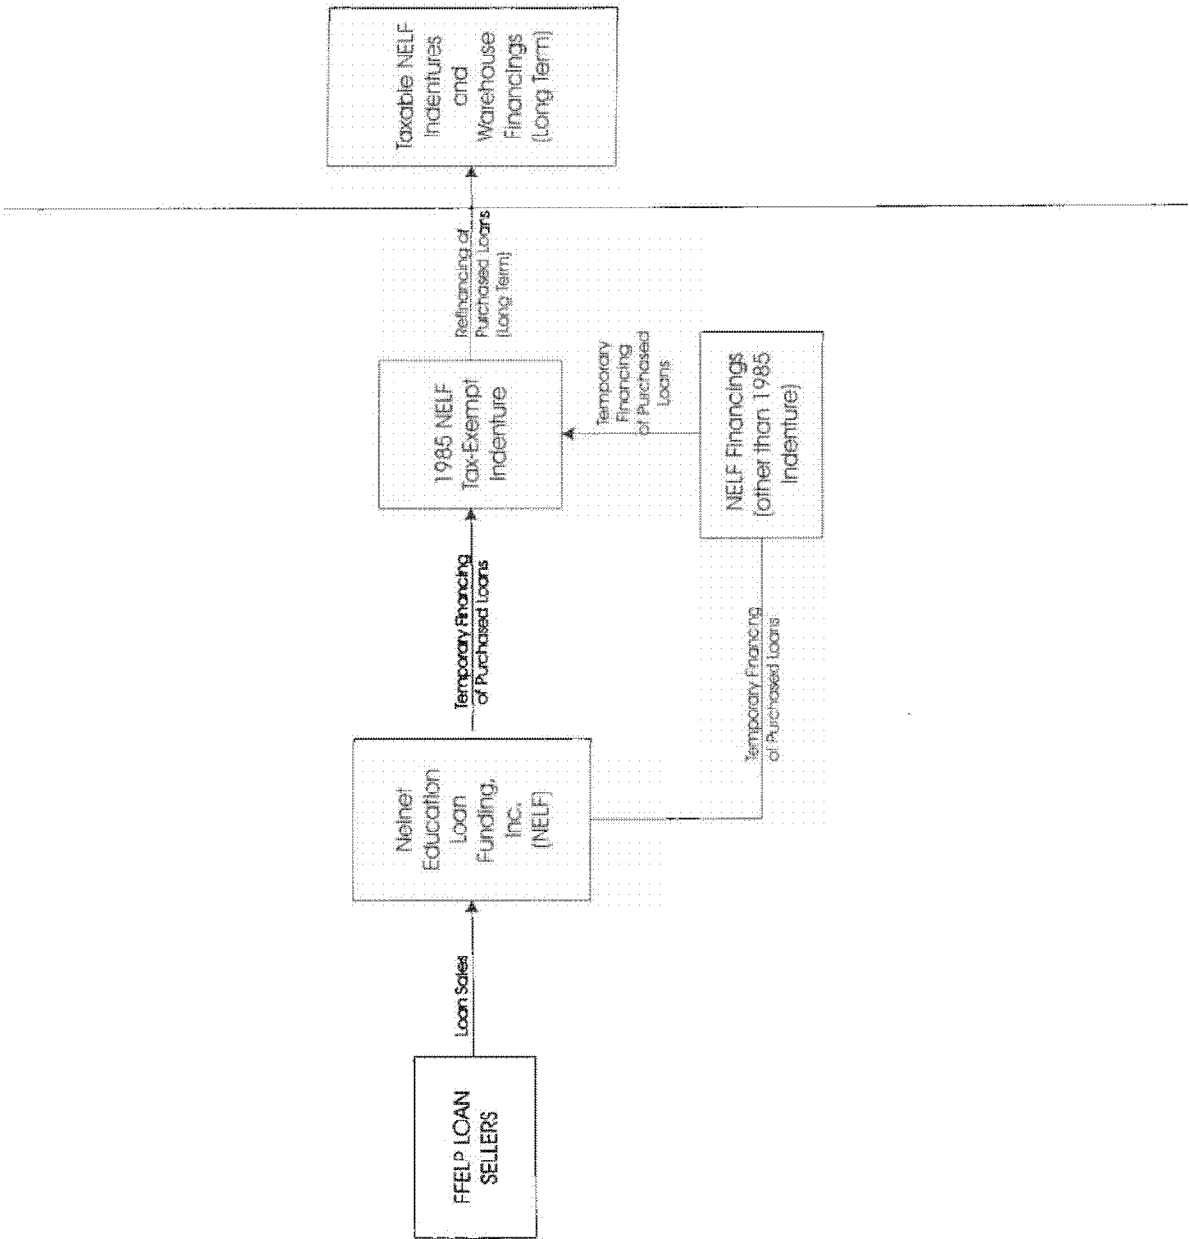 FFELP LOAN
SELLERS
Loan Sales
Nelnet
Education
Loan
Funding,
Inc.
(NELF)
Temporary Financing
of Purchased Loans
1985 NELF
Tax-Exempt
Indenture
Refinancing of
Purchased Loans
(Long Term)
Taxable NELF
Indentures
and
Warehouse
Financings
(Long Term)
Temporary Financing
of Purchased Loans
NELF Financings
(other than 1985
Indenture)
Temporary
Financing
of Purchased
Loans